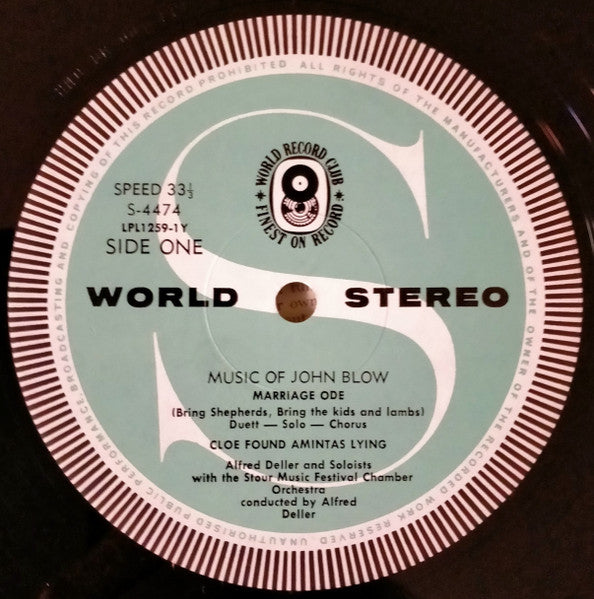 ALL RIGHTS OF THE MANUFACTURERS AND OF THE OWNER OF THE RECORDED WORK RESERVED UNAUTHORISED PUBLIC PERFORMANCE BROADCASTING AND COPYING OF THIS RECORD PROHIBITED
WORLD RECORD CLUB
FINEST ON RECORD
SPEED 33⅓
S-4474
LPL1259-1Y
SIDE ONE
WORLD STEREO
MUSIC OF JOHN BLOW
MARRIAGE ODE
(Bring Shepherds, Bring the kids and lambs)
Duett — Solo — Chorus
CLOE FOUND AMINTAS LYING
Alfred Deller and Soloists
with the Stour Music Festival Chamber
Orchestra
conducted by Alfred
Deller